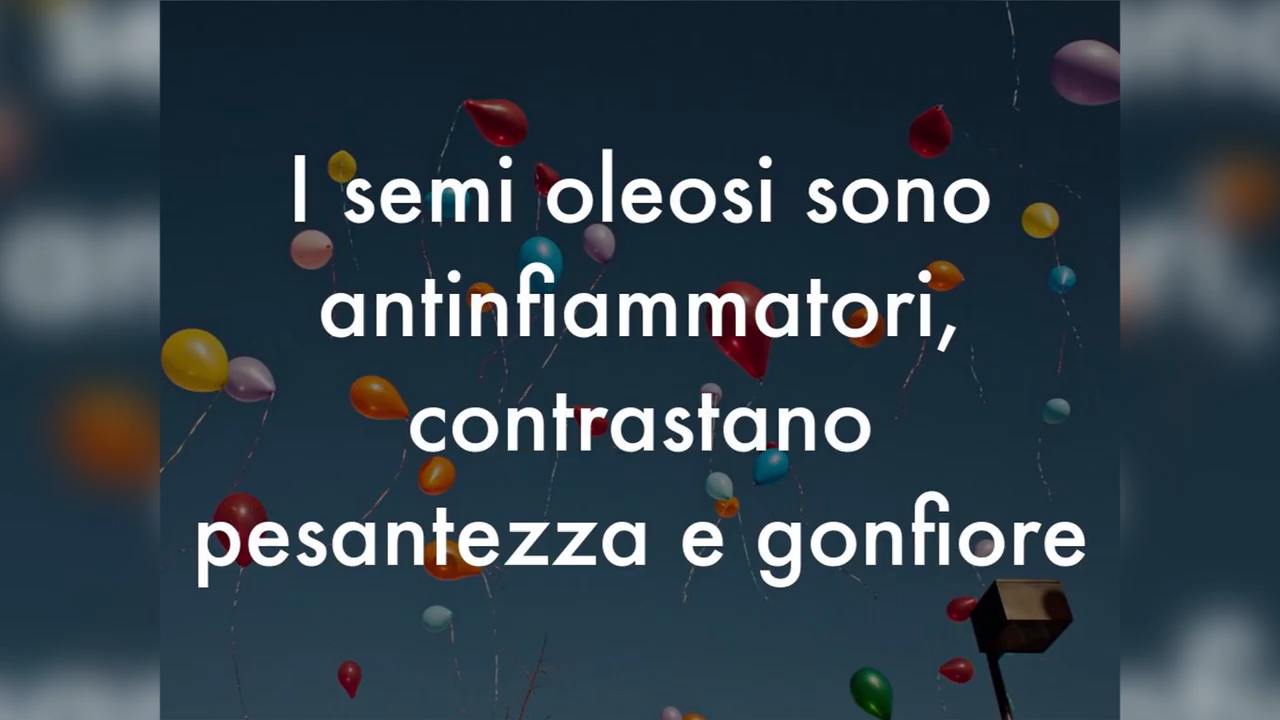 I semi oleosi sono
antinfiammatori,
contrastano
pesantezza e gonfiore